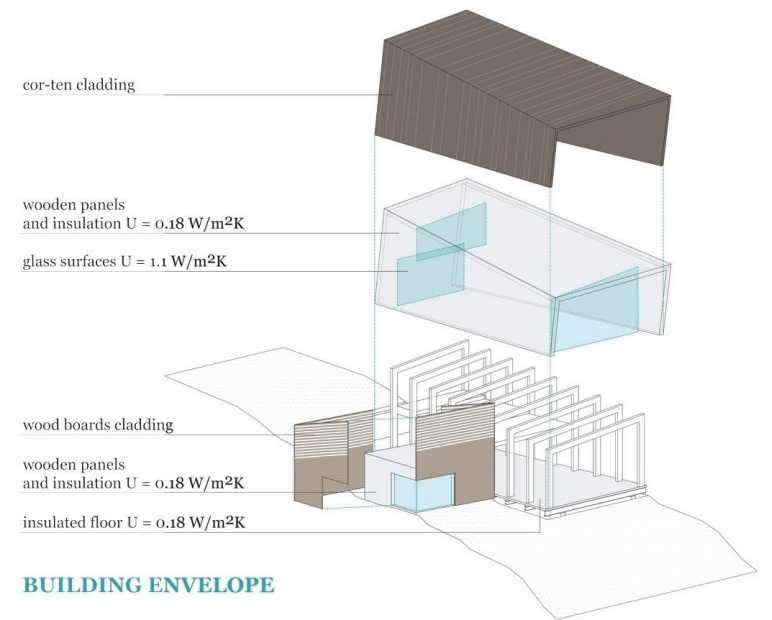 cor-ten cladding
wooden panels
and insulation U = 0.18 W/m²K
glass surfaces U = 1.1 W/m²K
wood boards cladding
wooden panels
and insulation U = 0.18 W/m²K
insulated floor U = 0.18 W/m²K
BUILDING ENVELOPE